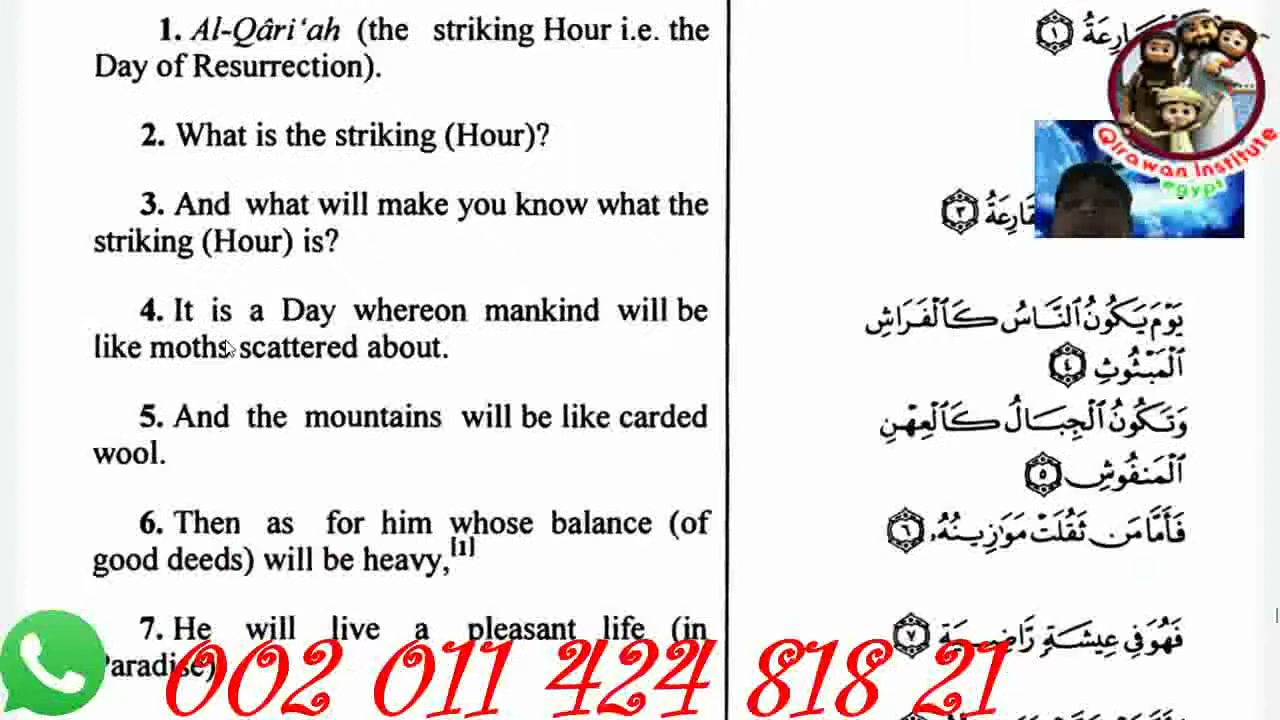 1. Al-Qâri‘ah (the striking Hour i.e. the
Day of Resurrection).
2. What is the striking (Hour)?
3. And what will make you know what the
striking (Hour) is?
4. It is a Day whereon mankind will be
like moths scattered about.
5. And the mountains will be like carded
wool.
6. Then as for him whose balance (of
good deeds) will be heavy,[1]
7. He will live a pleasant life (in
Paradise)
١
٣
يَوْمَ يَكُونُ ٱلنَّاسُ كَٱلْفَرَاشِ
ٱلْمَبْثُوثِ ٤
وَتَكُونُ ٱلْجِبَالُ كَٱلْعِهْنِ
ٱلْمَنفُوشِ ٥
فَأَمَّا مَن ثَقُلَتْ مَوَٰزِينُهُۥ ٦
فَهُوَ فِى عِيشَةٍ رَّاضِيَةٍ ٧
Qirawan Institute
egypt
002 011 424 818 21